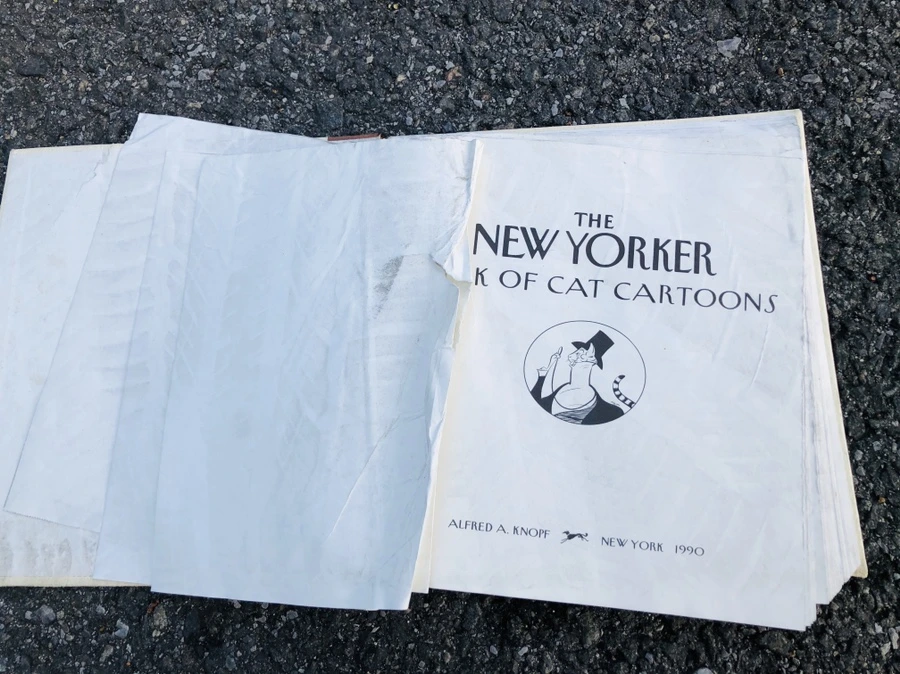 THE
NEW YORKER
K OF CAT CARTOONS
ALFRED A. KNOPF NEW YORK 1990